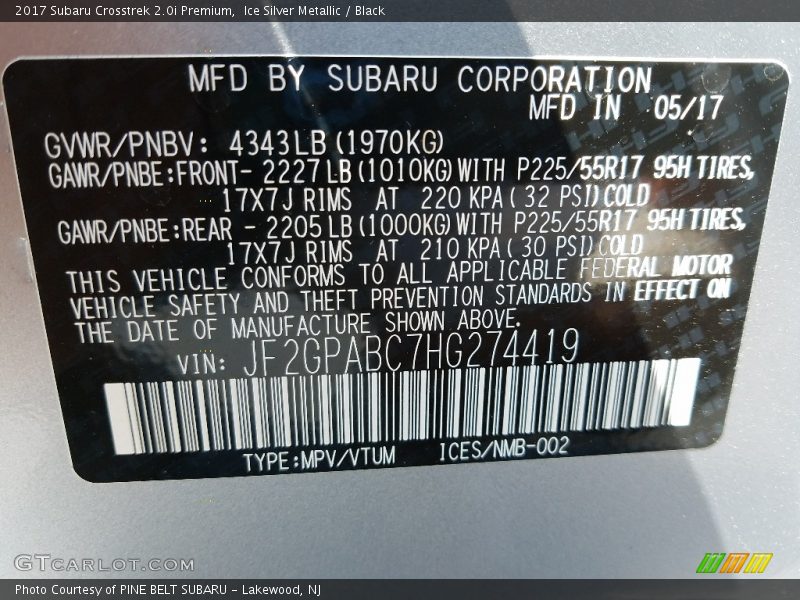 2017 Subaru Crosstrek 2.0i Premium,  Ice Silver Metallic / Black
MFD BY SUBARU CORPORATION
MFD IN 05/17
GVWR/PNBV: 4343LB(1970KG)
GAWR/PNBE:FRONT- 2227LB(1010KG)WITH P225/55R17 95H TIRES,
17X7J RIMS AT 220 KPA( 32 PSI)COLD
GAWR/PNBE:REAR - 2205LB(1000KG)WITH P225/55R17 95H TIRES,
17X7J RIMS AT 210 KPA( 30 PSI)COLD
THIS VEHICLE CONFORMS TO ALL APPLICABLE FEDERAL MOTOR
VEHICLE SAFETY AND THEFT PREVENTION STANDARDS IN EFFECT ON
THE DATE OF MANUFACTURE SHOWN ABOVE.
VIN: JF2GPABC7HG274419
TYPE:MPV/VTUM ICES/NMB-002
GTCARLOT.COM
Photo Courtesy of PINE BELT SUBARU - Lakewood, NJ